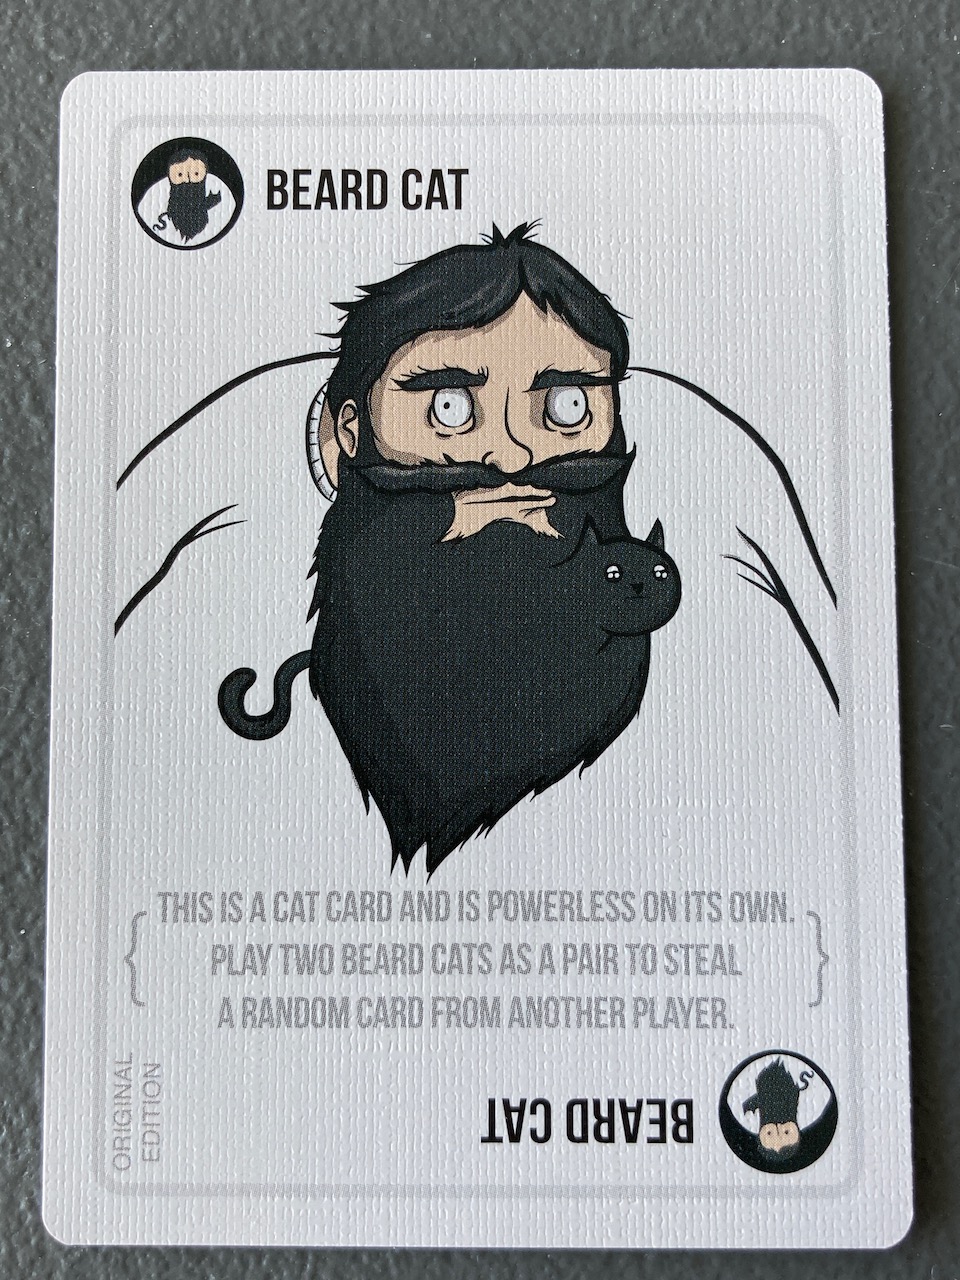 BEARD CAT
THIS IS A CAT CARD AND IS POWERLESS ON ITS OWN.
PLAY TWO BEARD CATS AS A PAIR TO STEAL
A RANDOM CARD FROM ANOTHER PLAYER.
ORIGINAL
EDITION
BEARD CAT